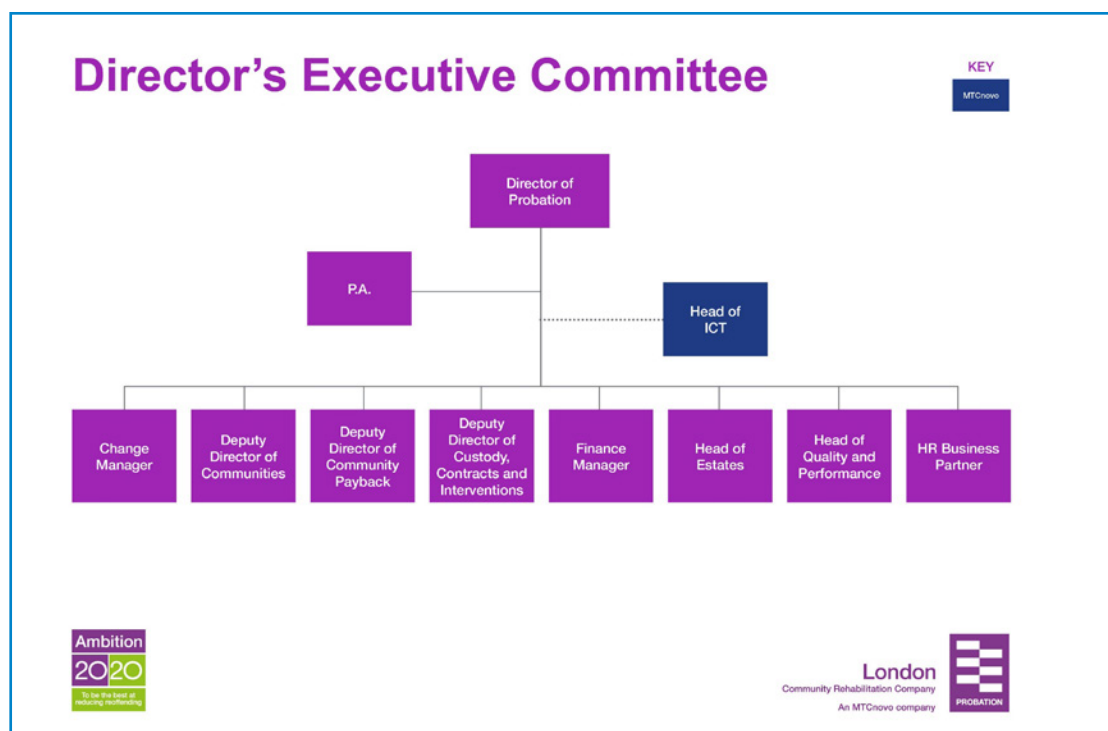 Director's Executive Committee
KEY
MTCnovo
Director of
Probation
P.A.
Head of
ICT
Change
Manager
Deputy
Director of
Communities
Deputy
Director of
Community
Payback
Deputy
Director of
Custody,
Contracts and
Interventions
Finance
Manager
Head of
Estates
Head of
Quality and
Performance
HR Business
Partner
Ambition
2020
To be the best at
reducing reoffending
London
Community Rehabilitation Company
An MTCnovo company
PROBATION